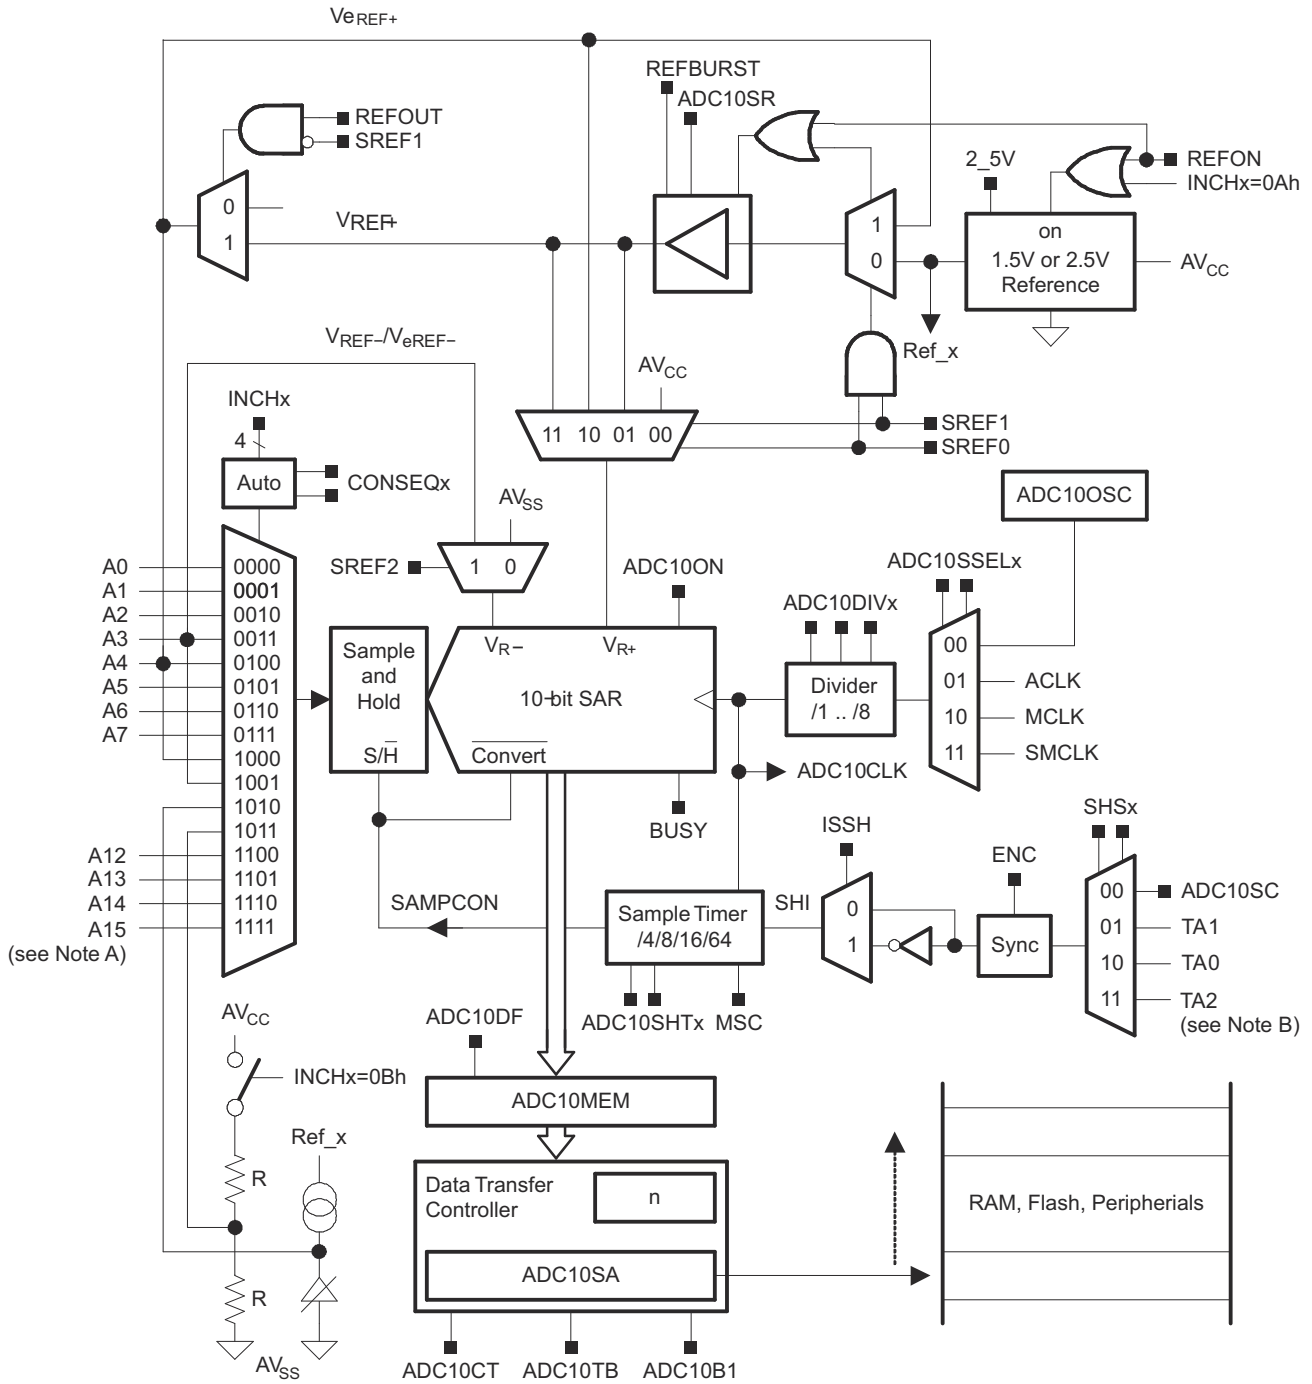 VeREF+
REFBURST
ADC10SR
REFOUT
SREF1
2_5V
REFON
INCHx=0Ah
0
1
VREF+
1
0
on
1.5V or 2.5V
Reference
AVCC
Ref_x
VREF−/VeREF−
AVCC
INCHx
4
11 10 01 00
SREF1
SREF0
Auto
CONSEQx
AVSS
ADC10OSC
SREF2
1 0
ADC10ON
ADC10SSELx
ADC10DIVx
A0 0000
A1 0001
A2 0010
A3 0011
A4 0100
A5 0101
A6 0110
A7 0111
1000
1001
1010
1011
A12 1100
A13 1101
A14 1110
A15 1111
(see Note A)
Sample
and
Hold
S/H
VR−
VR+
10-bit SAR
Convert
Divider
/1 .. /8
00
01 ACLK
10 MCLK
11 SMCLK
ADC10CLK
BUSY
ISSH
SHSx
ENC
SAMPCON
Sample Timer
/4/8/16/64
SHI
0
1
Sync
00 ADC10SC
01 TA1
10 TA0
11 TA2
(see Note B)
ADC10DF
ADC10SHTx MSC
AVCC
INCHx=0Bh
ADC10MEM
Ref_x
R
Data Transfer
Controller
n
RAM, Flash, Peripherials
ADC10SA
R
AVSS
ADC10CT ADC10TB ADC10B1